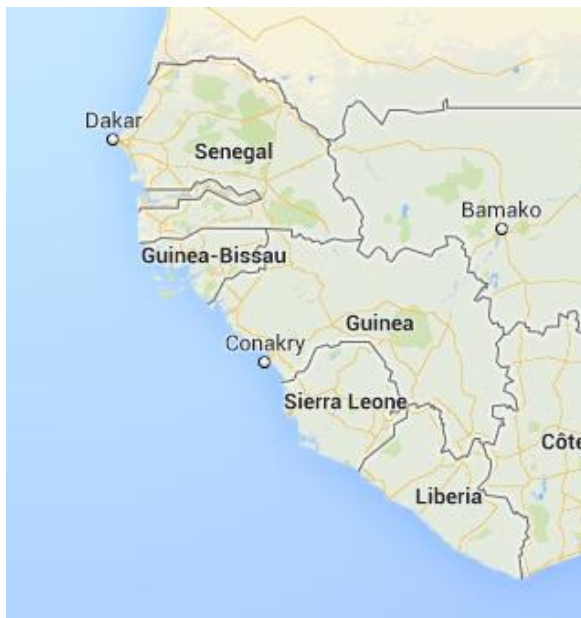 Dakar
Senegal
Bamako
Guinea-Bissau
Guinea
Conakry
Sierra Leone
Côte
Liberia